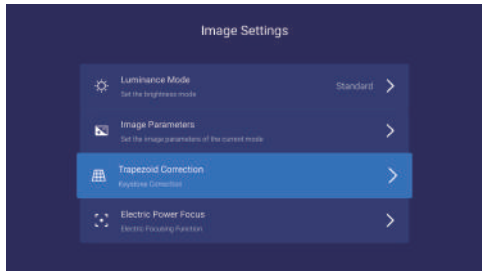 Image Settings
Luminance Mode
Set the brightness mode
Standard
Image Parameters
Set the image parameters of the current mode
Trapezoid Correction
Keystone Correction
Electric Power Focus
Electric Focusing Function